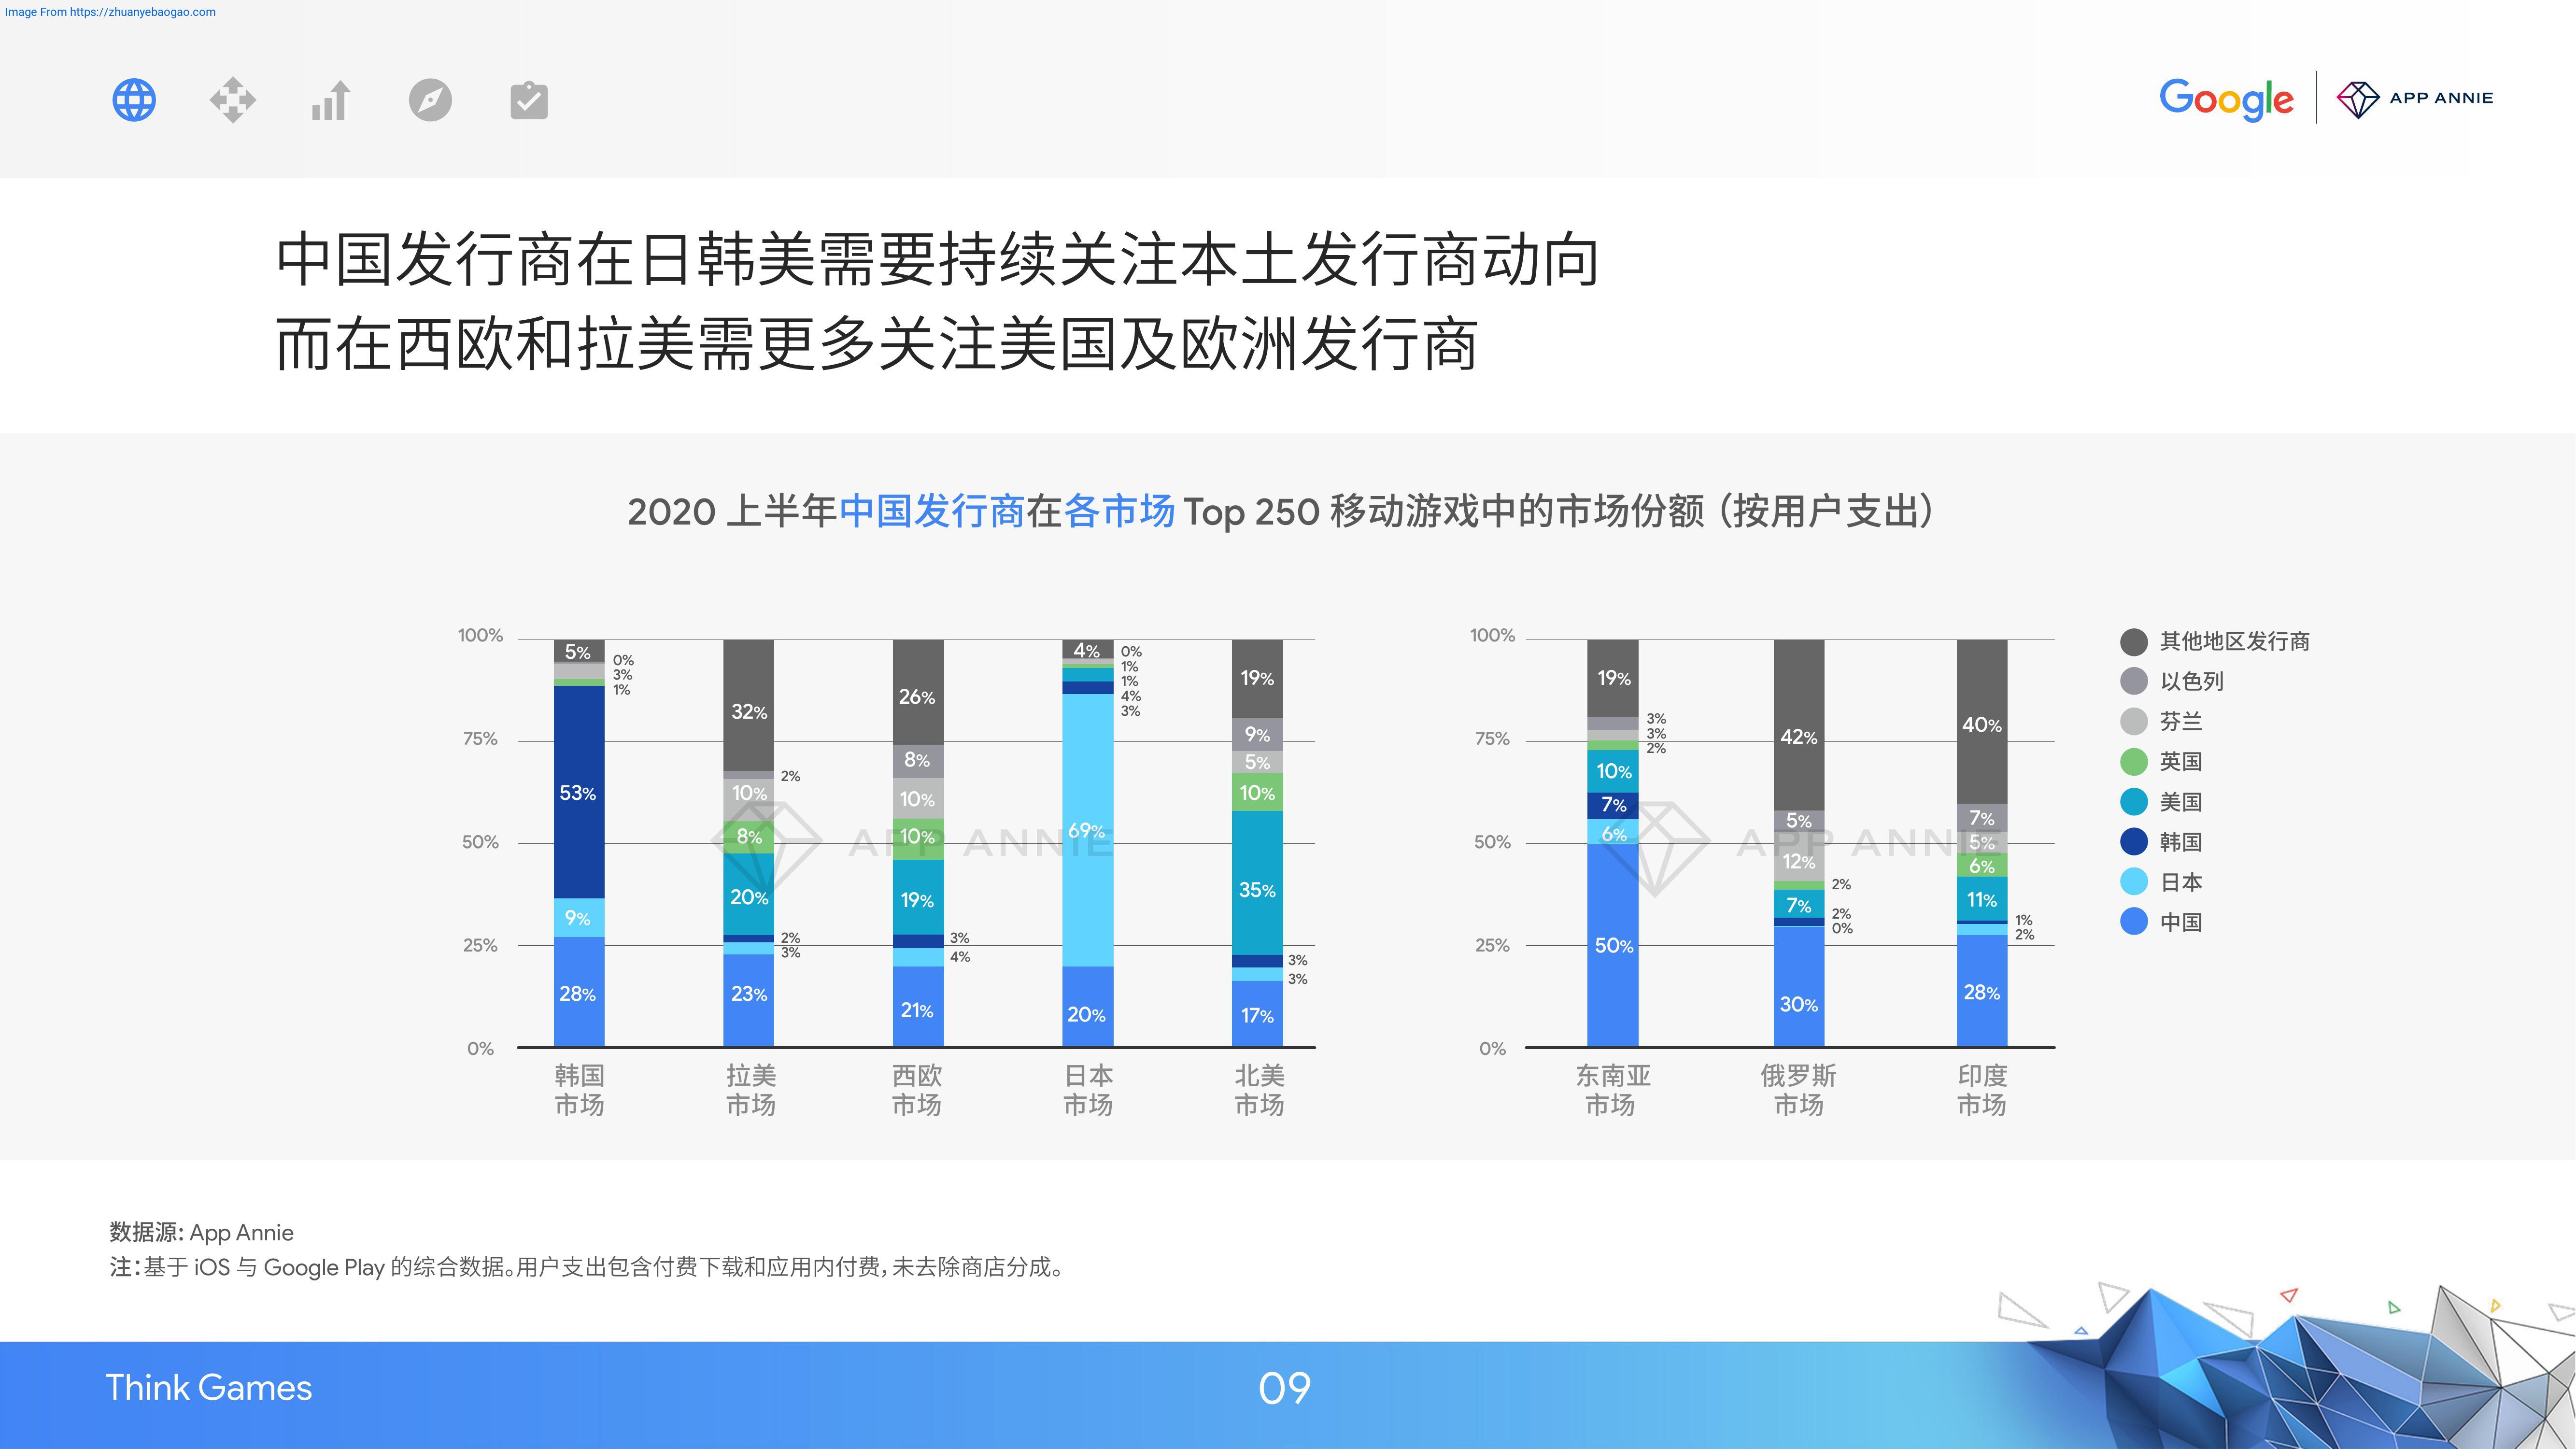 Image From https://zhuanyebaogao.com
Google
APP ANNIE
中国发行商在日韩美需要持续关注本土发行商动向
而在西欧和拉美需更多关注美国及欧洲发行商
2020 上半年中国发行商在各市场 Top 250 移动游戏中的市场份额（按用户支出）
100%
75%
50%
25%
0%
5%
0%
3%
1%
53%
9%
28%
韩国
市场
32%
2%
10%
8%
20%
2%
3%
23%
拉美
市场
26%
8%
10%
10%
19%
3%
4%
21%
西欧
市场
4%
0%
1%
1%
4%
3%
69%
20%
日本
市场
19%
9%
5%
10%
35%
3%
3%
17%
北美
市场
APP ANNIE
100%
75%
50%
25%
0%
19%
3%
3%
2%
10%
7%
6%
50%
东南亚
市场
42%
5%
12%
2%
7%
2%
0%
30%
俄罗斯
市场
40%
7%
5%
6%
11%
1%
2%
28%
印度
市场
APP ANNIE
其他地区发行商
以色列
芬兰
英国
美国
韩国
日本
中国
数据源: App Annie
注：基于 iOS 与 Google Play 的综合数据。用户支出包含付费下载和应用内付费，未去除商店分成。
Think Games
09